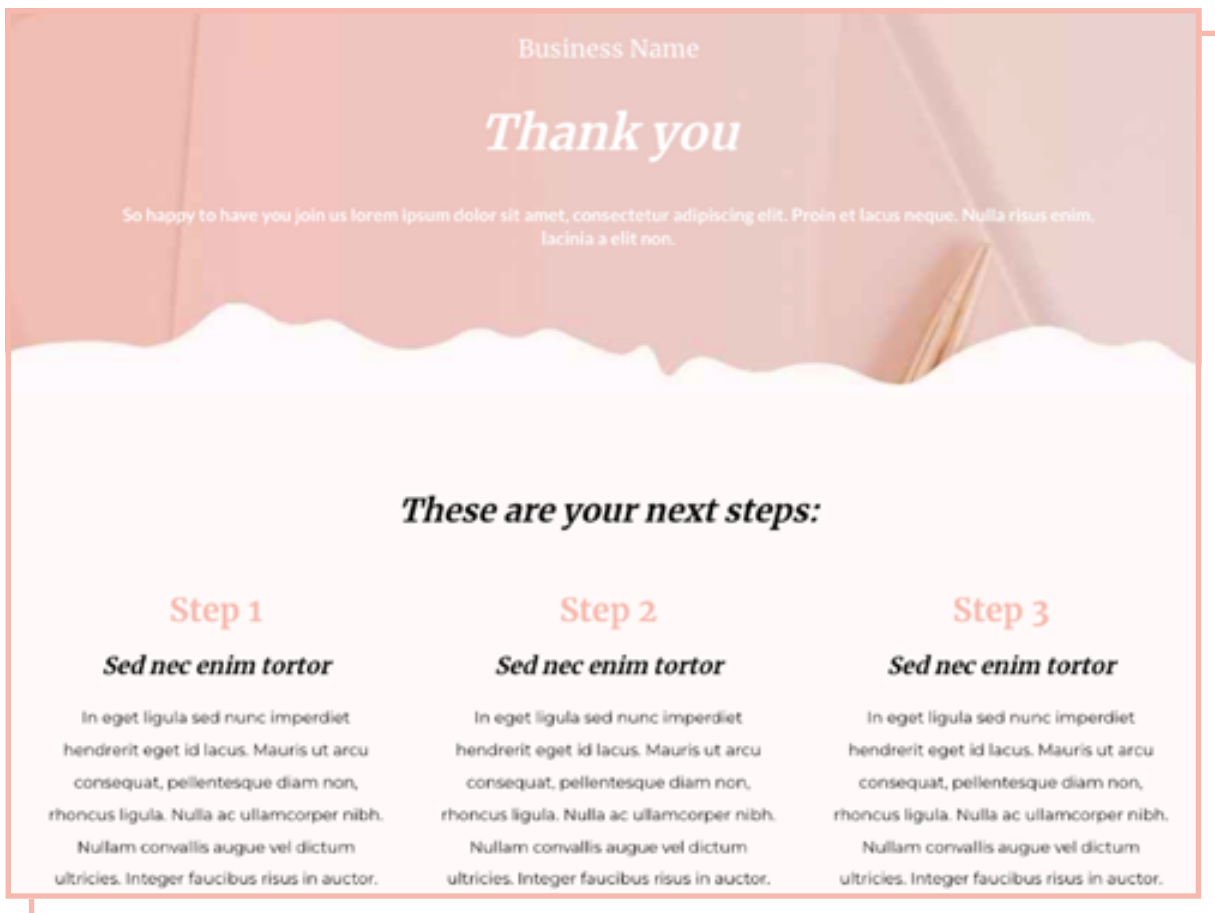 Business Name
Thank you
So happy to have you join us lorem ipsum dolor sit amet, consectetur adipiscing elit. Proin et lacus neque. Nulla risus enim,
lacinia a elit non.
These are your next steps:
Step 1
Sed nec enim tortor
In eget ligula sed nunc imperdiet
hendrerit eget id lacus. Mauris ut arcu
consequat, pellentesque diam non,
rhoncus ligula. Nulla ac ullamcorper nibh.
Nullam convallis augue vel dictum
ultricies. Integer faucibus risus in auctor.
Step 2
Sed nec enim tortor
In eget ligula sed nunc imperdiet
hendrerit eget id lacus. Mauris ut arcu
consequat, pellentesque diam non,
rhoncus ligula. Nulla ac ullamcorper nibh.
Nullam convallis augue vel dictum
ultricies. Integer faucibus risus in auctor.
Step 3
Sed nec enim tortor
In eget ligula sed nunc imperdiet
hendrerit eget id lacus. Mauris ut arcu
consequat, pellentesque diam non,
rhoncus ligula. Nulla ac ullamcorper nibh.
Nullam convallis augue vel dictum
ultricies. Integer faucibus risus in auctor.